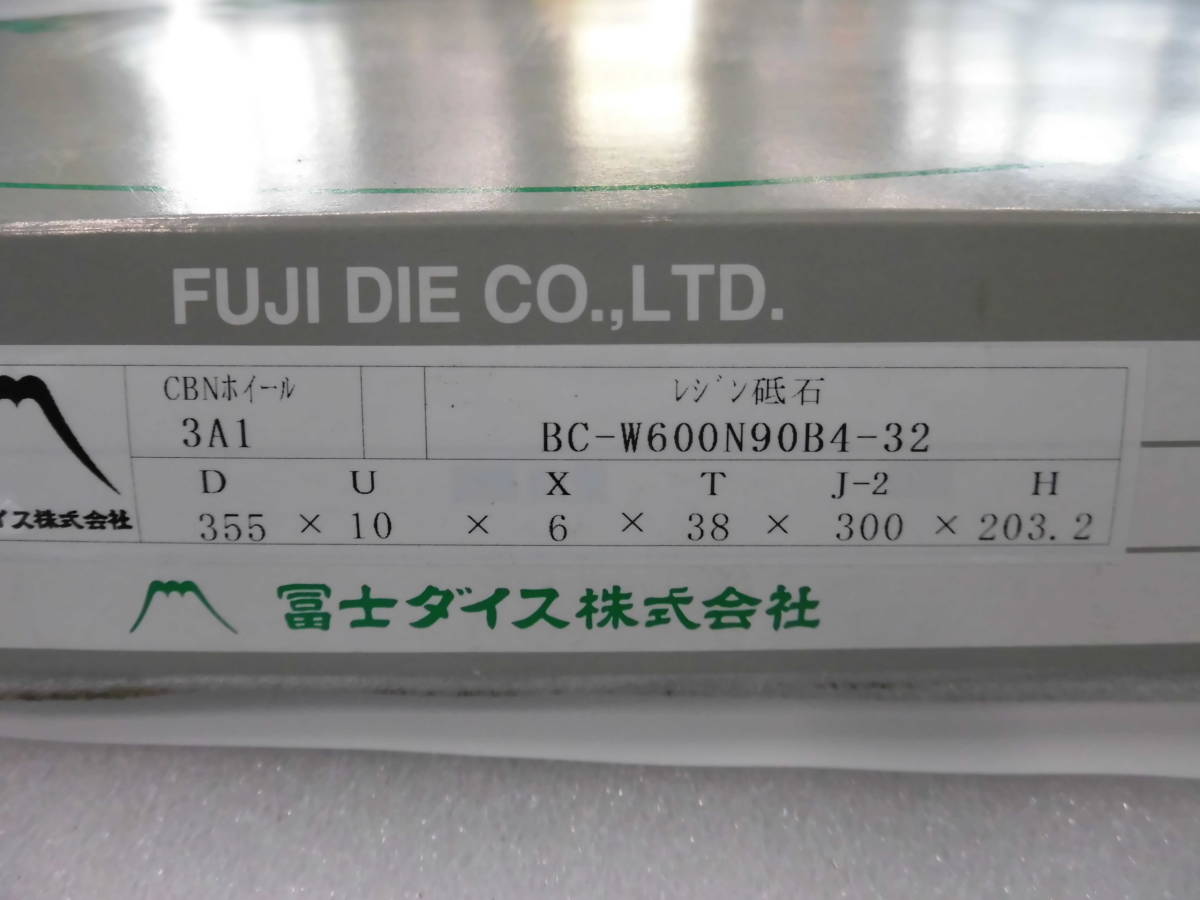 FUJI DIE CO.,LTD.
CBNホイール レジン砥石
3A1 BC-W600N90B4-32
D U X T J-2 H
355 × 10 × 6 × 38 × 300 × 203.2
イス株式会社
冨士ダイス株式会社